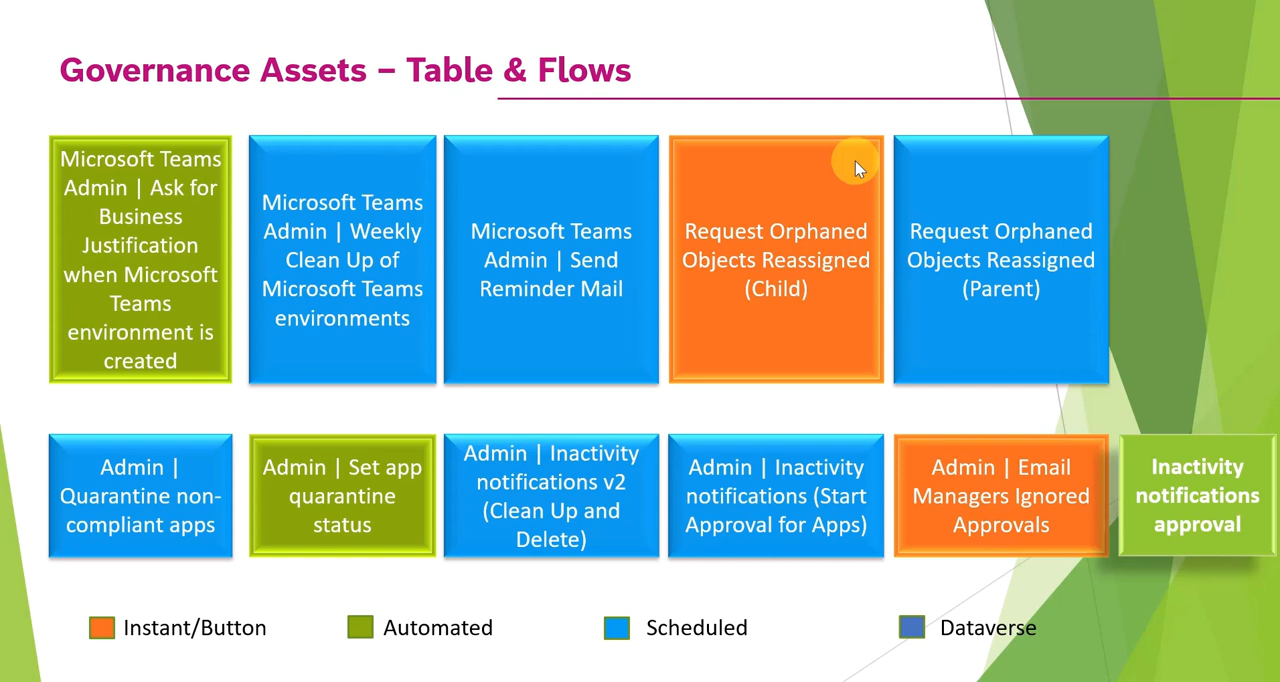 Governance Assets – Table & Flows
Microsoft Teams
Admin | Ask for
Business
Justification
when Microsoft
Teams
environment is
created
Microsoft Teams
Admin | Weekly
Clean Up of
Microsoft Teams
environments
Microsoft Teams
Admin | Send
Reminder Mail
Request Orphaned
Objects Reassigned
(Child)
Request Orphaned
Objects Reassigned
(Parent)
Admin |
Quarantine non-
compliant apps
Admin | Set app
quarantine
status
Admin | Inactivity
notifications v2
(Clean Up and
Delete)
Admin | Inactivity
notifications (Start
Approval for Apps)
Admin | Email
Managers Ignored
Approvals
Inactivity
notifications
approval
Instant/Button
Automated
Scheduled
Dataverse